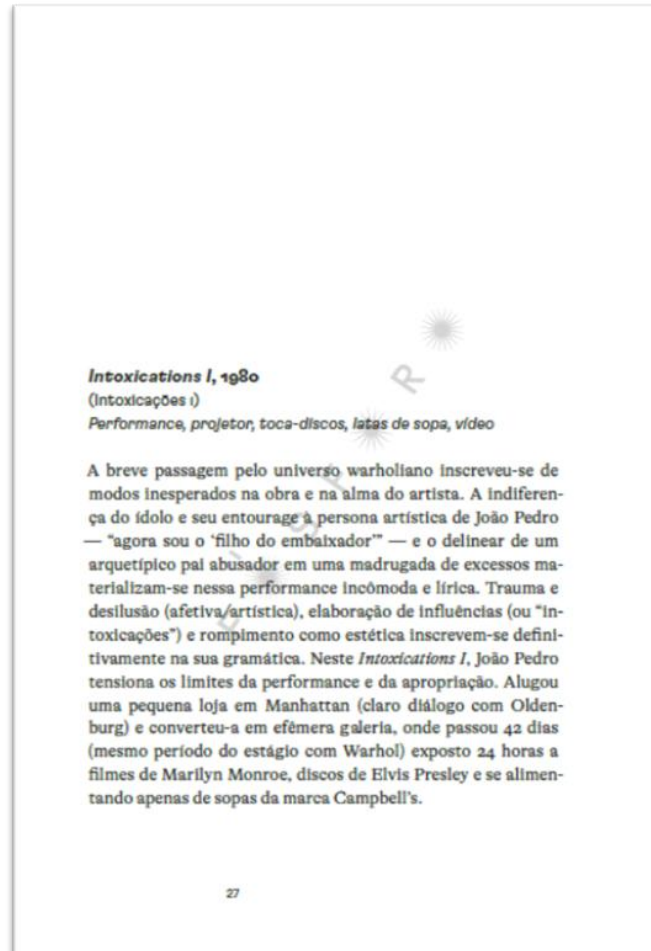 Intoxications I, 1980
(Intoxicações I)
Performance, projetor, toca-discos, latas de sopa, vídeo
A breve passagem pelo universo warholiano inscreveu-se de
modos inesperados na obra e na alma do artista. A indiferen-
ça do ídolo e seu entourage à persona artística de João Pedro
— “agora sou o ‘filho do embaixador’” — e o delinear de um
arquetípico pai abusador em uma madrugada de excessos ma-
terializam-se nessa performance incômoda e lírica. Trauma e
desilusão (afetiva/artística), elaboração de influências (ou “in-
toxicações”) e rompimento como estética inscrevem-se defini-
tivamente na sua gramática. Neste Intoxications I, João Pedro
tensiona os limites da performance e da apropriação. Alugou
uma pequena loja em Manhattan (claro diálogo com Olden-
burg) e converteu-a em efêmera galeria, onde passou 42 dias
(mesmo período do estágio com Warhol) exposto 24 horas a
filmes de Marilyn Monroe, discos de Elvis Presley e se alimen-
tando apenas de sopas da marca Campbell’s.
27